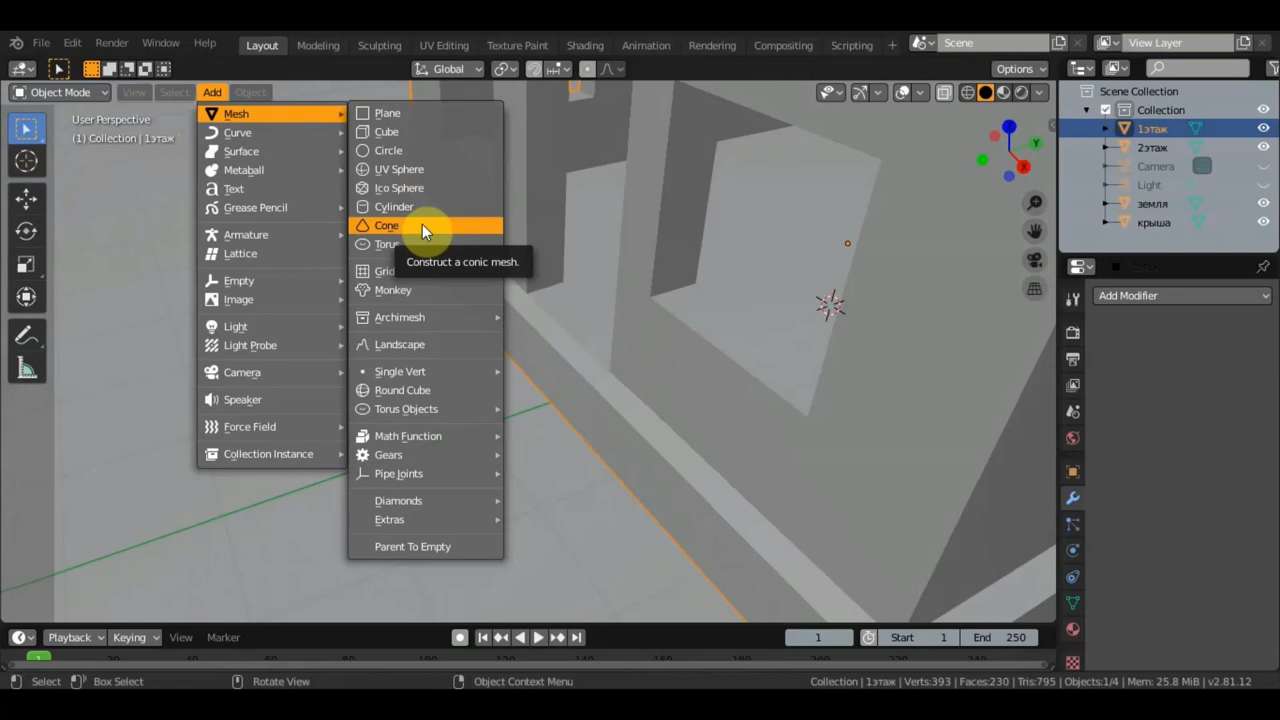 File Edit Render Window Help Layout Modeling Sculpting UV Editing Texture Paint Shading Animation Rendering Compositing Scripting + Scene View Layer
Global Options
Object Mode View Select Add Object
User Perspective
(1) Collection | 1этаж
Mesh
Curve
Surface
Metaball
Text
Grease Pencil
Armature
Lattice
Empty
Image
Light
Light Probe
Camera
Speaker
Force Field
Collection Instance
Plane
Cube
Circle
UV Sphere
Ico Sphere
Cylinder
Cone
Torus
Construct a conic mesh.
Grid
Monkey
Archimesh
Landscape
Single Vert
Round Cube
Torus Objects
Math Function
Gears
Pipe Joints
Diamonds
Extras
Parent To Empty
Z
Y
X
Scene Collection
Collection
1этаж
2этаж
Camera
Light
земля
крыша
Add Modifier
Playback Keying View Marker 1 Start 1 End 250
1
Select Box Select Rotate View Object Context Menu Collection | 1этаж | Verts:393 | Faces:230 | Tris:795 | Objects:1/4 | Mem: 25.8 MiB | v2.81.12